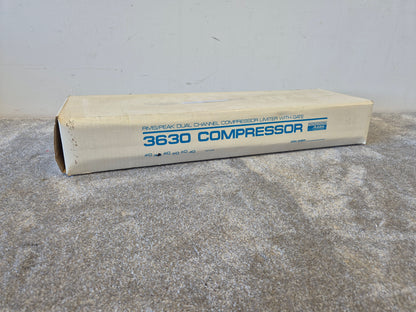 RMS/PEAK DUAL CHANNEL COMPRESSOR LIMITER WITH GATE
3630 COMPRESSOR